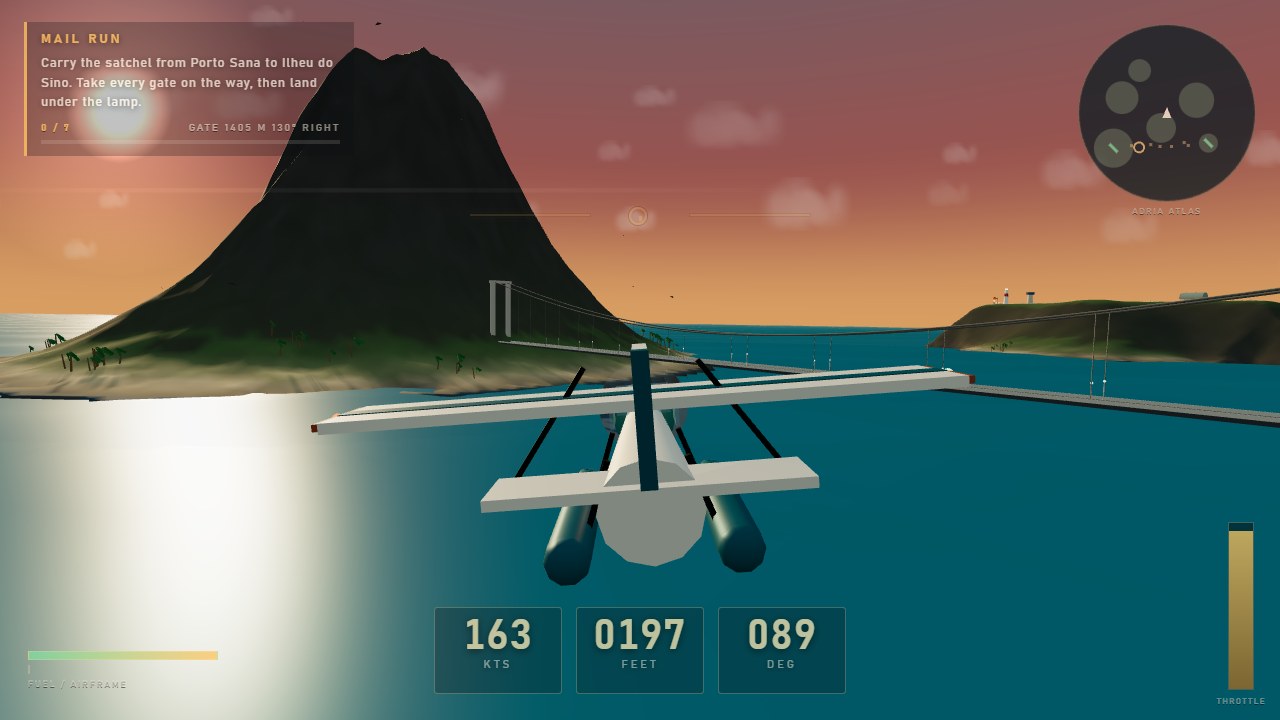 MAIL RUN
Carry the satchel from Porto Sana to Ilheu do
Sino. Take every gate on the way, then land
under the lamp.
0 / 7 GATE 1405 M 130° RIGHT
ADRIA ATLAS
163
KTS
0197
FEET
089
DEG
FUEL / AIRFRAME
THROTTLE